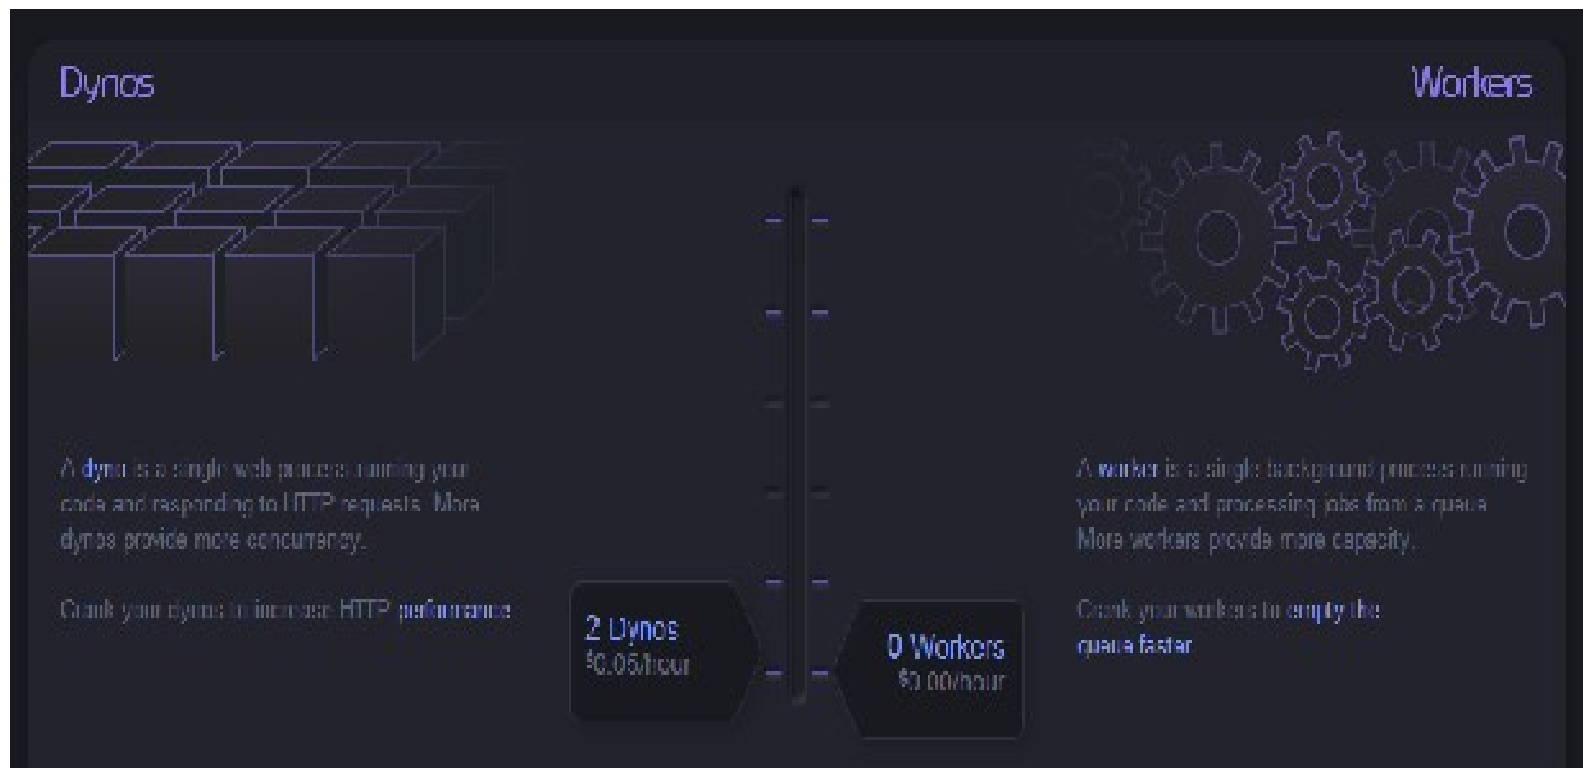 Dynos
Workers
A dyno is a single web process running your
code and responding to HTTP requests. More
dynos provide more concurrency.
Crank your dynos to increase HTTP performance
A worker is a single background process running
your code and processing jobs from a queue
More workers provide more capacity.
Crank your workers to empty the
queue faster
2 Dynos
$0.05/hour
0 Workers
$0.00/hour